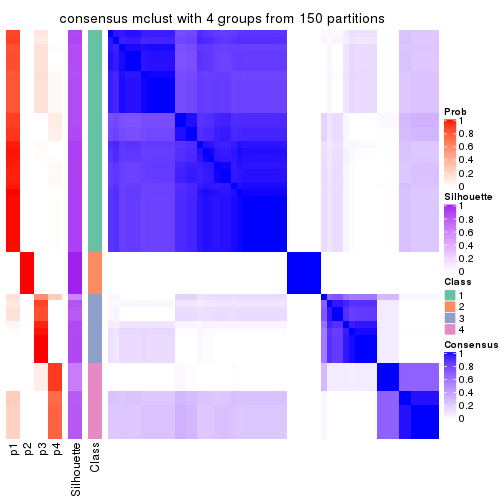 consensus mclust with 4 groups from 150 partitions
Prob
1
0.8
0.6
0.4
0.2
0
Silhouette
1
0.8
0.6
0.4
0.2
0
Class
1
2
3
4
Consensus
1
0.8
0.6
0.4
0.2
0
p1
p2
p3
p4
Silhouette
Class